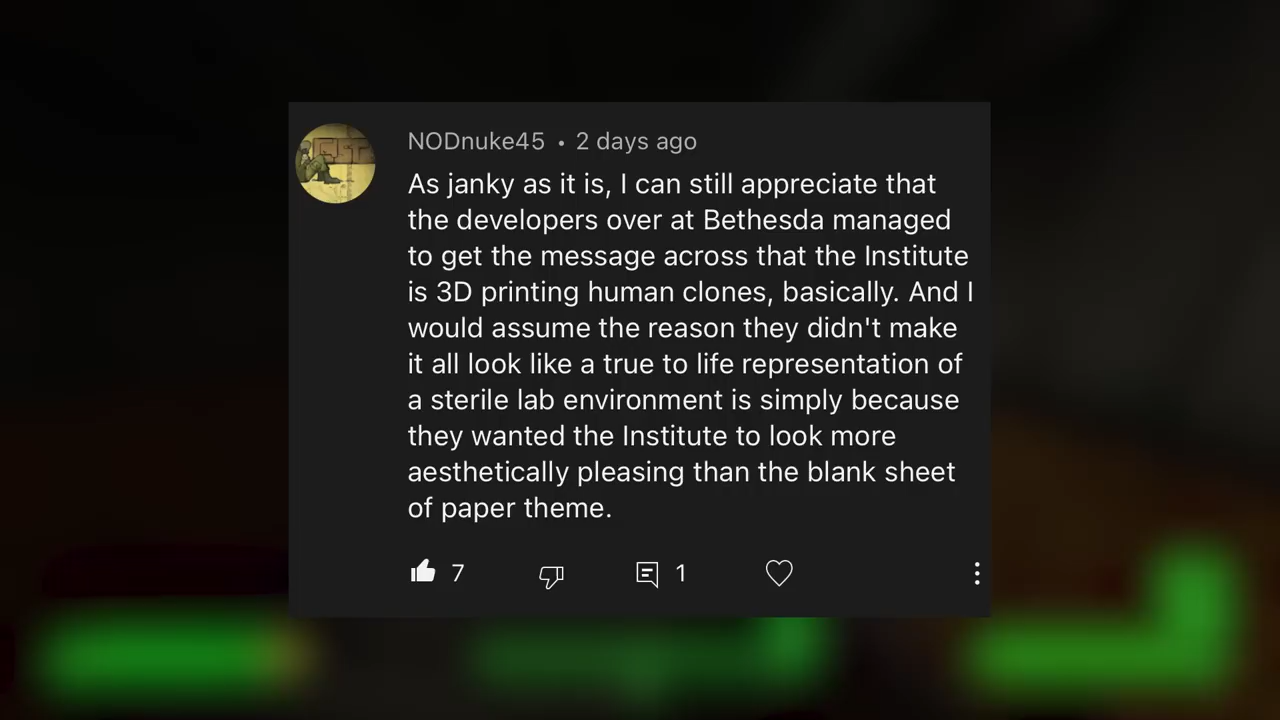 NODnuke45 • 2 days ago
As janky as it is, I can still appreciate that
the developers over at Bethesda managed
to get the message across that the Institute
is 3D printing human clones, basically. And I
would assume the reason they didn't make
it all look like a true to life representation of
a sterile lab environment is simply because
they wanted the Institute to look more
aesthetically pleasing than the blank sheet
of paper theme.
7 1